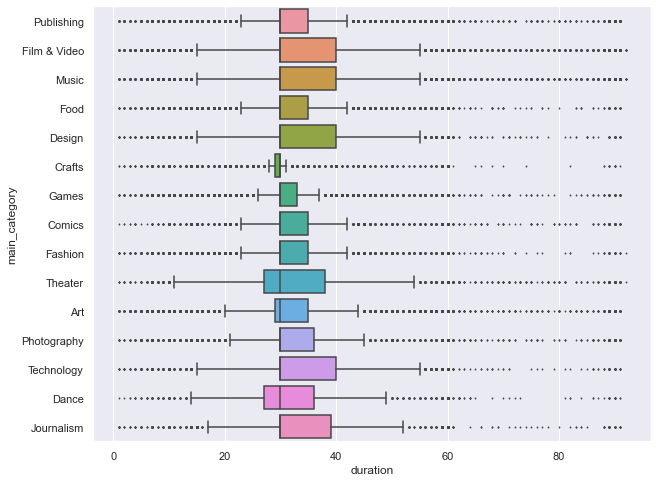 Publishing
Film & Video
Music
Food
Design
Crafts
Games
Comics
Fashion
Theater
Art
Photography
Technology
Dance
Journalism
main_category
0 20 40 60 80
duration